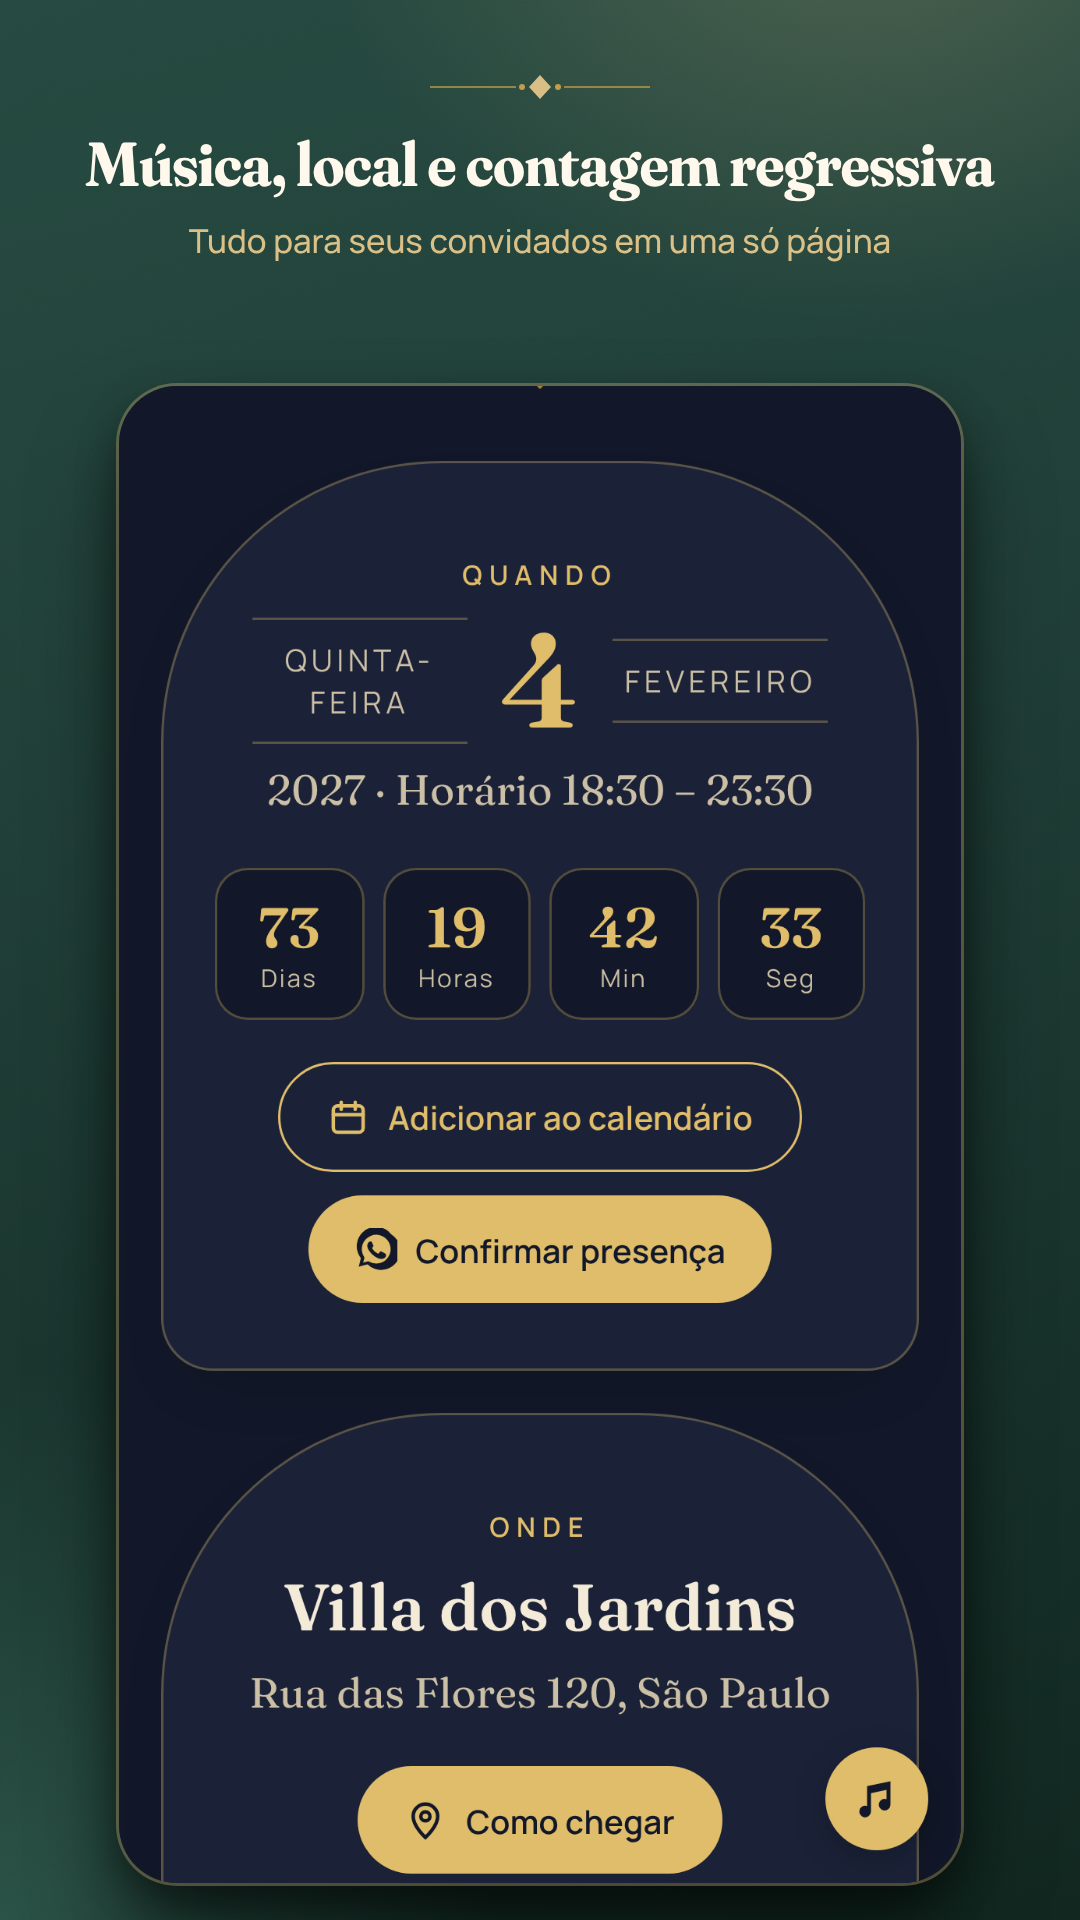 Música, local e contagem regressiva
Tudo para seus convidados em uma só página
QUANDO
QUINTA-
FEIRA
4
FEVEREIRO
2027 · Horário 18:30 – 23:30
73
Dias
19
Horas
42
Min
33
Seg
Adicionar ao calendário
Confirmar presença
ONDE
Villa dos Jardins
Rua das Flores 120, São Paulo
Como chegar